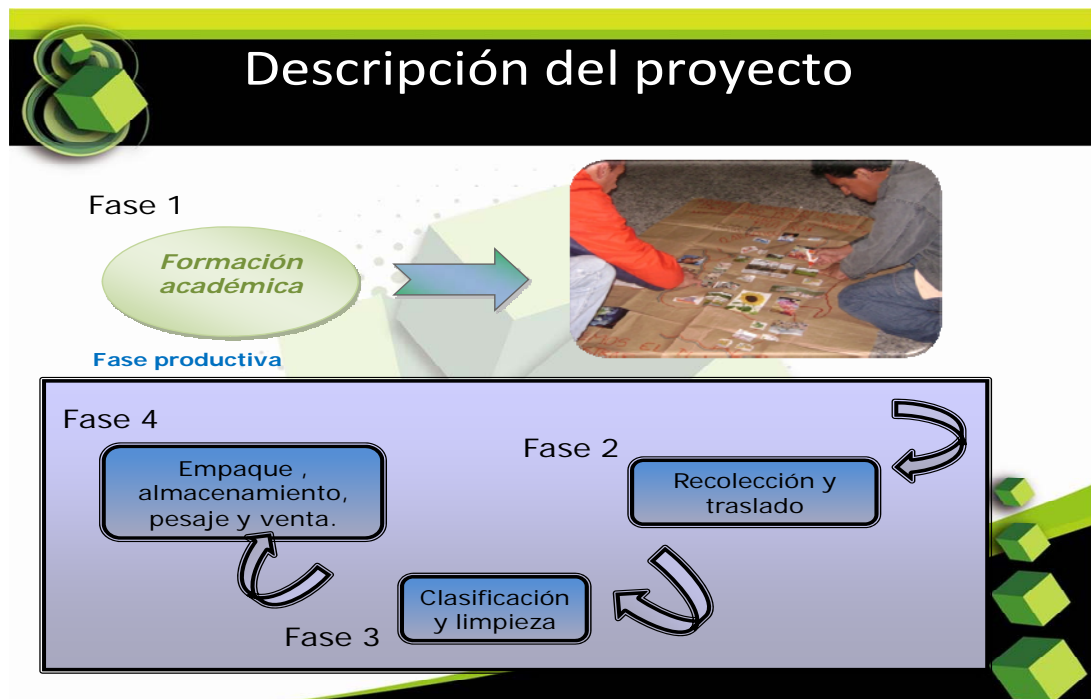 Descripción del proyecto
Fase 1
Formación
académica
Fase productiva
Fase 2
Recolección y
traslado
Clasificación
y limpieza
Fase 3
Fase 4
Empaque ,
almacenamiento,
pesaje y venta.